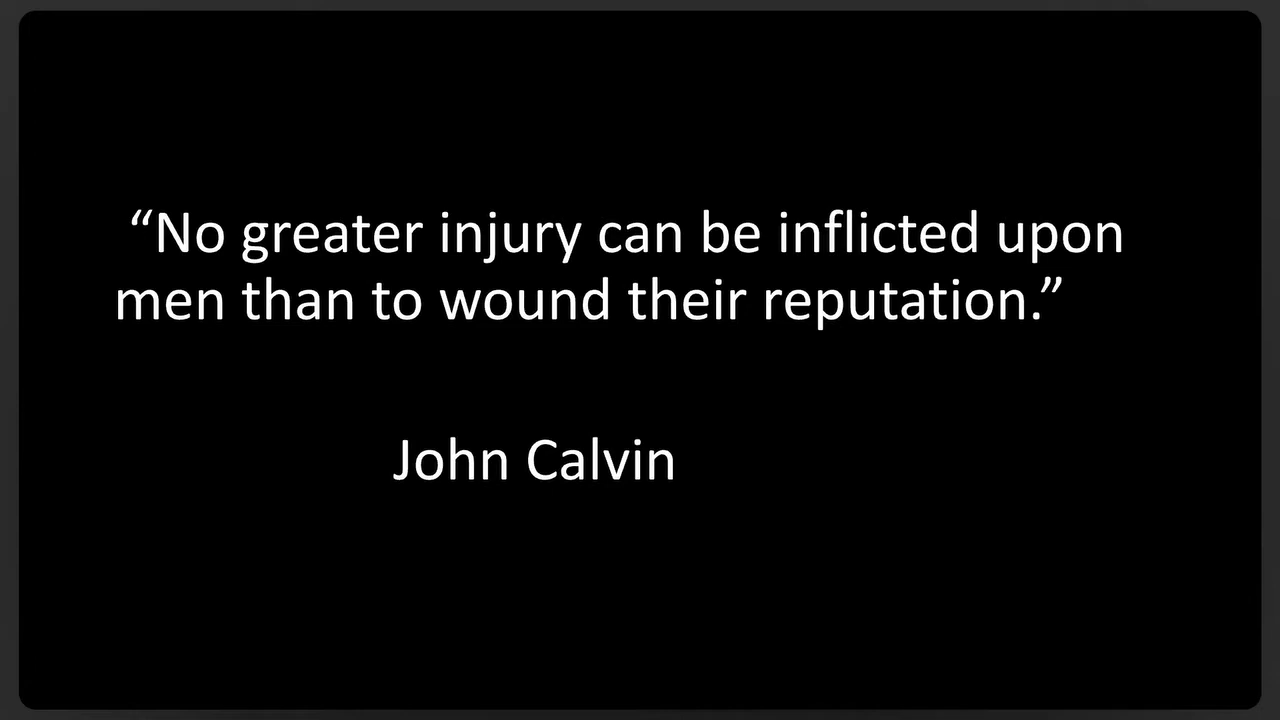 “No greater injury can be inflicted upon
men than to wound their reputation.”
John Calvin